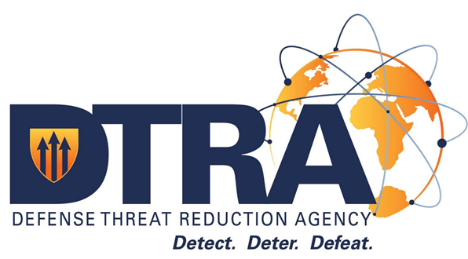 DTRA
DEFENSE THREAT REDUCTION AGENCY
Detect. Deter. Defeat.